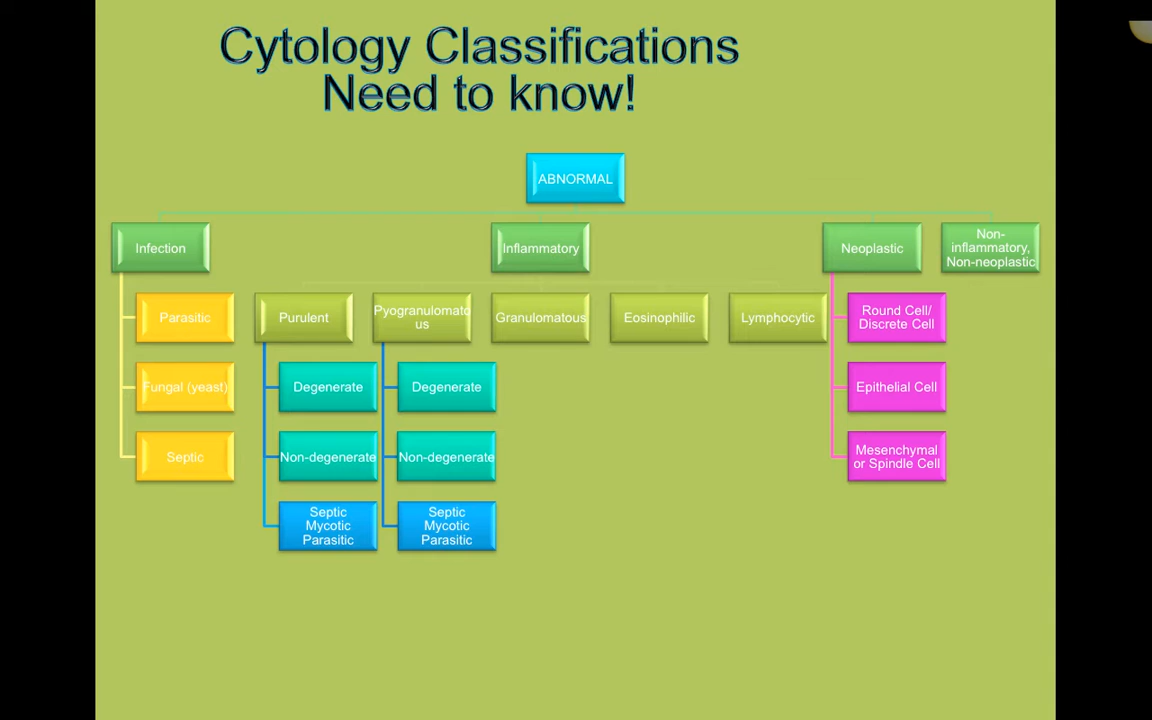 Cytology Classifications
Need to know!
ABNORMAL
Infection
Inflammatory
Neoplastic
Non-
inflammatory,
Non-neoplastic
Parasitic
Purulent
Pyogranulomato
us
Granulomatous
Eosinophilic
Lymphocytic
Round Cell/
Discrete Cell
Fungal (yeast)
Degenerate
Degenerate
Epithelial Cell
Septic
Non-degenerate
Non-degenerate
Mesenchymal
or Spindle Cell
Septic
Mycotic
Parasitic
Septic
Mycotic
Parasitic